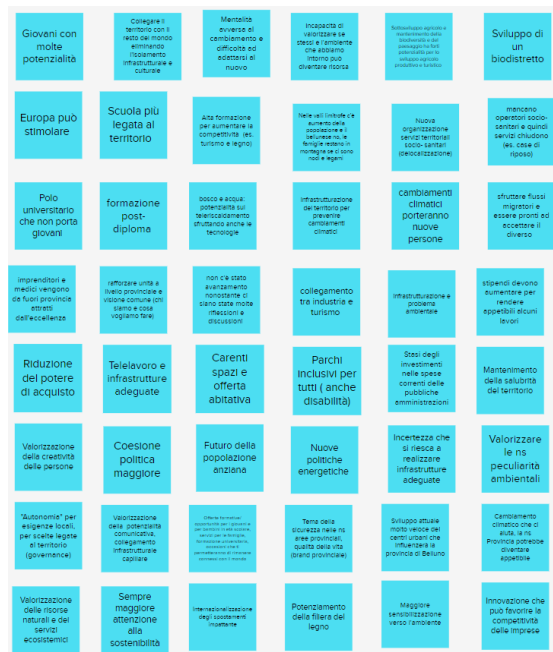 Giovani con
molte
potenzialità
Collegare il
territorio con il
resto del mondo
eliminando
l'isolamento
infrastrutturale e
culturale
Mentalità
avversa al
cambiamento e
difficoltà ad
adattarsi al
nuovo
incapacità di
valorizzare se
stessi e l'ambiente
che abbiamo
intorno può
diventare risorsa
Sviluppo di
un
biodistretto
Europa può
stimolare
Scuola più
legata al
territorio
Alta formazione
per aumentare la
competitività (es.
turismo e legno)
Nelle valli limitrofe c'è
aumento della
popolazione e il
bellunese no, le
famiglie restano in
montagna se ci sono
nodi e legami
Nuova
organizzazione
servizi territoriali
socio- sanitari
(delocalizzazione)
mancano
operatori socio-
sanitari e quindi
servizi chiudono
(es. case di
riposo)
Polo
universitario
che non porta
giovani
formazione
post-
diploma
bosco e acqua:
potenzialità sul
teleriscaldamento
sfruttando anche le
tecnologie
infrastrutturazione
del territorio per
prevenire
cambiamenti
climatici
cambiamenti
climatici
porteranno
nuove
persone
sfruttare flussi
migratori e
essere pronti ad
accettare il
diverso
imprenditori e
medici vengono
da fuori provincia
attratti
dall'eccellenza
rafforzare unità a
livello provinciale e
visione comune (chi
siamo e cosa
vogliamo fare)
non c'è stato
avanzamento
nonostante ci
siano state molte
riflessioni e
discussioni
collegamento
tra industria e
turismo
Infrastrutturazione e
problema
ambientale
stipendi devono
aumentare per
rendere
appetibili alcuni
lavori
Riduzione
del potere
di acquisto
Telelavoro e
infrastrutture
adeguate
Carenti
spazi e
offerta
abitativa
Parchi
inclusivi per
tutti ( anche
disabilità)
Stasi degli
investimenti
nelle spese
correnti delle
pubbliche
amministrazioni
Mantenimento
della salubrità
del territorio
Valorizzazione
della creatività
delle persone
Coesione
politica
maggiore
Futuro della
popolazione
anziana
Nuove
politiche
energetiche
Incertezza che
si riesca a
realizzare
infrastrutture
adeguate
Valorizzare
le ns
peculiarità
ambientali
"Autonomia" per
esigenze locali,
per scelte legate
al territorio
(governance)
Valorizzazione
della potenzialità
comunicativa,
collegamento
infrastrutturale
capillare
Tema della
sicurezza nelle ns
aree provinciali,
qualità della vita
(brand provinciale)
Sviluppo attuale
molto veloce dei
centri urbani che
influenzerà la
provincia di Belluno
Cambiamento
climatico che ci
aiuta, la ns
Provincia potrebbe
diventare
appetibile
Valorizzazione
delle risorse
naturali e dei
servizi
ecosistemici
Sempre
maggiore
attenzione
alla
sostenibilità
Internazionalizzazione
degli spostamenti
impattante
Potenziamento
della filiera del
legno
Maggiore
sensibilizzazione
verso l'ambiente
Innovazione che
può favorire la
competitività
delle imprese